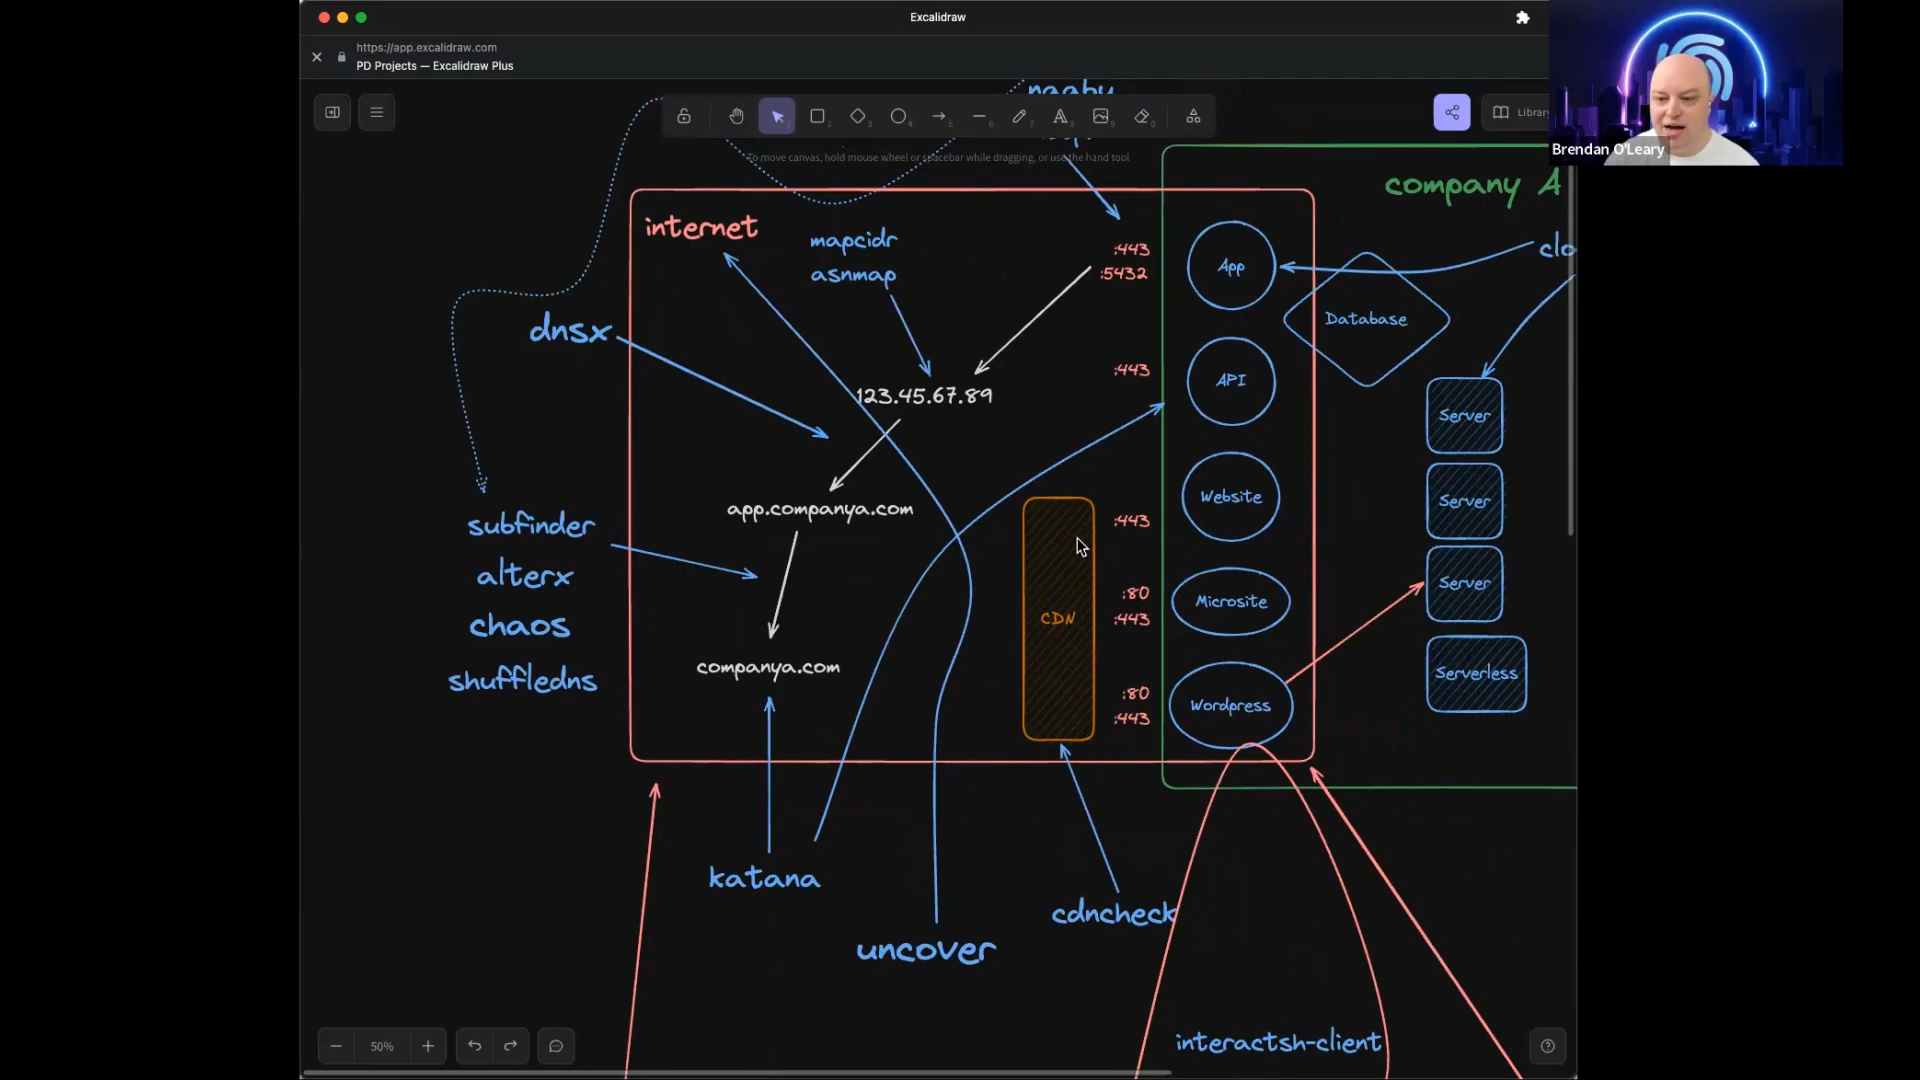 Excalidraw
https://app.excalidraw.com
PD Projects — Excalidraw Plus
Library
Brendan O'Leary
naabu
To move canvas, hold mouse wheel or spacebar while dragging, or use the hand tool
company A
internet
mapcidr
asnmap
:443
:5432
App
clo
Database
dnsx
:443
API
123.45.67.89
Server
Website
Server
app.companya.com
:443
subfinder
alterx
chaos
shuffledns
Server
:80
:443
Microsite
CDN
companya.com
Serverless
:80
:443
Wordpress
katana
cdncheck
uncover
interactsh-client
50%